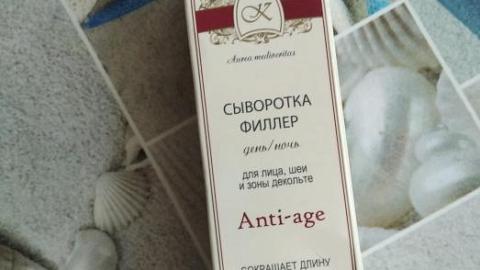 К
Aurea mediocritas
СЫВОРОТКА
ФИЛЛЕР
день/ночь
для лица, шеи
и зоны декольте
Anti-age
СОКРАЩАЕТ ДЛИНУ